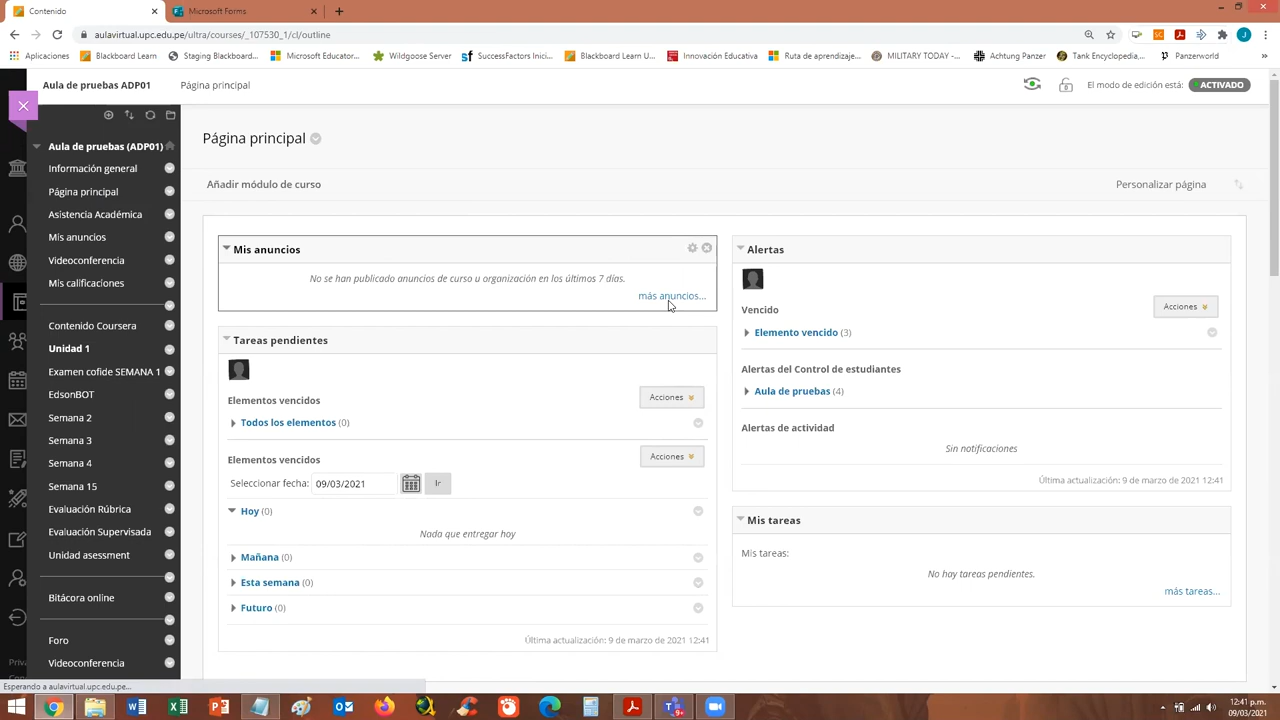 Contenido
Microsoft Forms
aulavirtual.upc.edu.pe/ultra/courses/_107530_1/cl/outline
Aplicaciones
Blackboard Learn
Staging Blackboard...
Microsoft Educator...
Wildgoose Server
SuccessFactors Inici...
Blackboard Learn U...
Innovación Educativa
Ruta de aprendizaje...
MILITARY TODAY -...
Achtung Panzer
Tank Encyclopedia,...
Panzerworld
Aula de pruebas ADP01
Página principal
El modo de edición está:
ACTIVADO
Aula de pruebas (ADP01)
Información general
Página principal
Asistencia Académica
Mis anuncios
Videoconferencia
Mis calificaciones
Contenido Coursera
Unidad 1
Examen cofide SEMANA 1
EdsonBOT
Semana 2
Semana 3
Semana 4
Semana 15
Evaluación Rúbrica
Evaluación Supervisada
Unidad asessment
Bitácora online
Foro
Videoconferencia
Página principal
Añadir módulo de curso
Personalizar página
Mis anuncios
No se han publicado anuncios de curso u organización en los últimos 7 días.
más anuncios...
Tareas pendientes
Elementos vencidos
Acciones
Todos los elementos (0)
Elementos vencidos
Acciones
Seleccionar fecha:
09/03/2021
Ir
Hoy (0)
Nada que entregar hoy
Mañana (0)
Esta semana (0)
Futuro (0)
Última actualización: 9 de marzo de 2021 12:41
Alertas
Vencido
Acciones
Elemento vencido (3)
Alertas del Control de estudiantes
Aula de pruebas (4)
Alertas de actividad
Sin notificaciones
Última actualización: 9 de marzo de 2021 12:41
Mis tareas
Mis tareas:
No hay tareas pendientes.
más tareas...
Esperando a aulavirtual.upc.edu.pe...
12:41 p.m.
09/03/2021